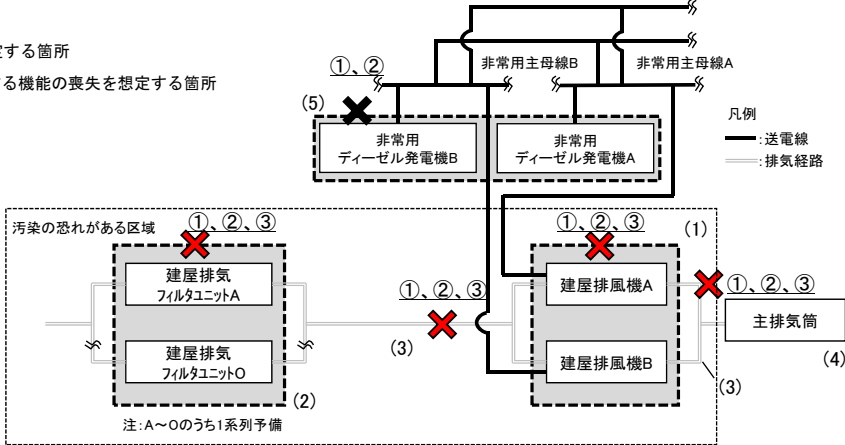 定する箇所
る機能の喪失を想定する箇所
①、②
非常用主母線B
非常用主母線A
(5)
非常用
ディーゼル発電機B
非常用
ディーゼル発電機A
凡例
:送電線
:排気経路
汚染の恐れがある区域
①、②、③
①、②、③
(1)
建屋排気
フィルタユニットA
①、②、③
建屋排風機A
①、②、③
主排気筒
(3)
(4)
建屋排気
フィルタユニットO
建屋排風機B
(3)
(2)
注:A~Oのうち1系列予備